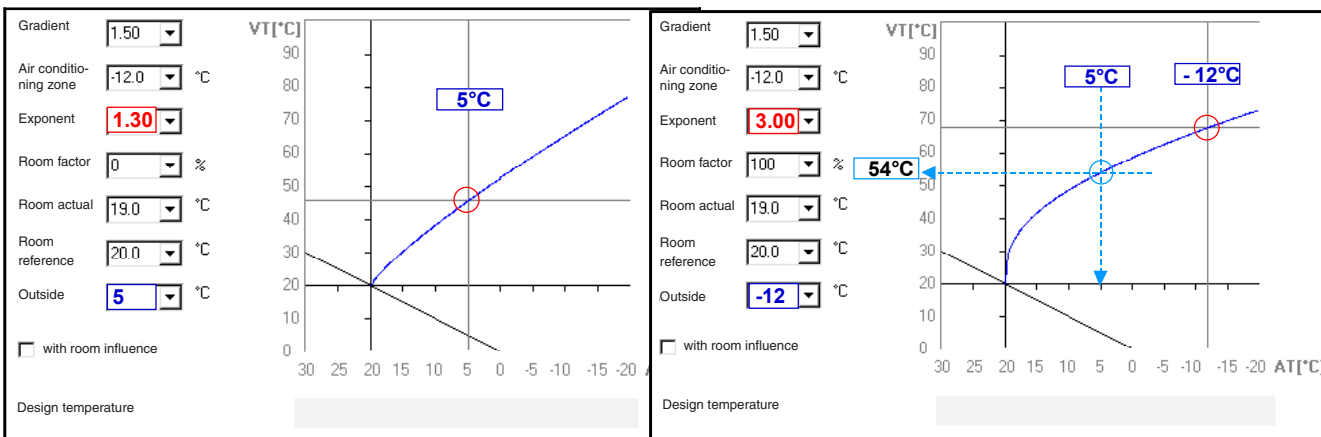 Gradient
1.50
Air conditio-
ning zone
-12.0
°C
Exponent
1.30
Room factor
0
%
Room actual
19.0
°C
Room
reference
20.0
°C
Outside
5
°C
with room influence
Design temperature
VT[°C]
90
80
70
60
50
40
30
20
10
0
5°C
30 25 20 15 10 5 0 -5 -10 -15 -20
Gradient
1.50
Air conditio-
ning zone
-12.0
°C
Exponent
3.00
Room factor
100
%
Room actual
19.0
°C
Room
reference
20.0
°C
Outside
-12
°C
with room influence
Design temperature
VT[°C]
90
80
70
60
54°C
50
40
30
20
10
0
5°C
- 12°C
30 25 20 15 10 5 0 -5 -10 -15 -20 AT[°C]